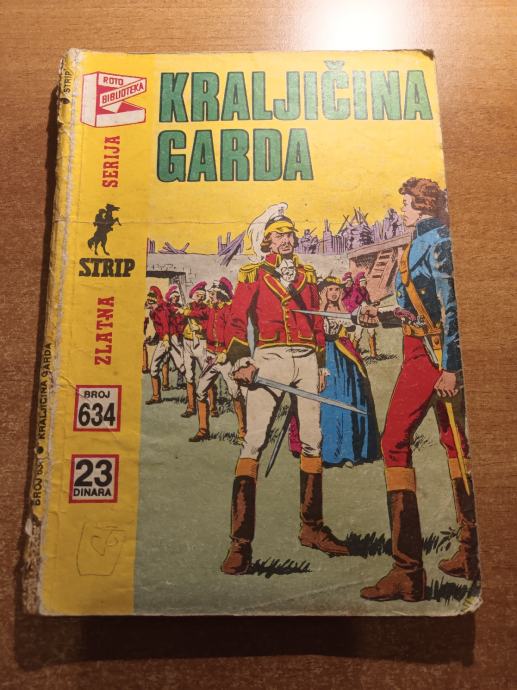 STRIP
ROTO
BIBLIOTEKA
KRALJIČINA
GARDA
ZLATNA SERIJA
STRIP
BROJ
634
23
DINARA
BROJ 634 KRALJIČINA GARDA